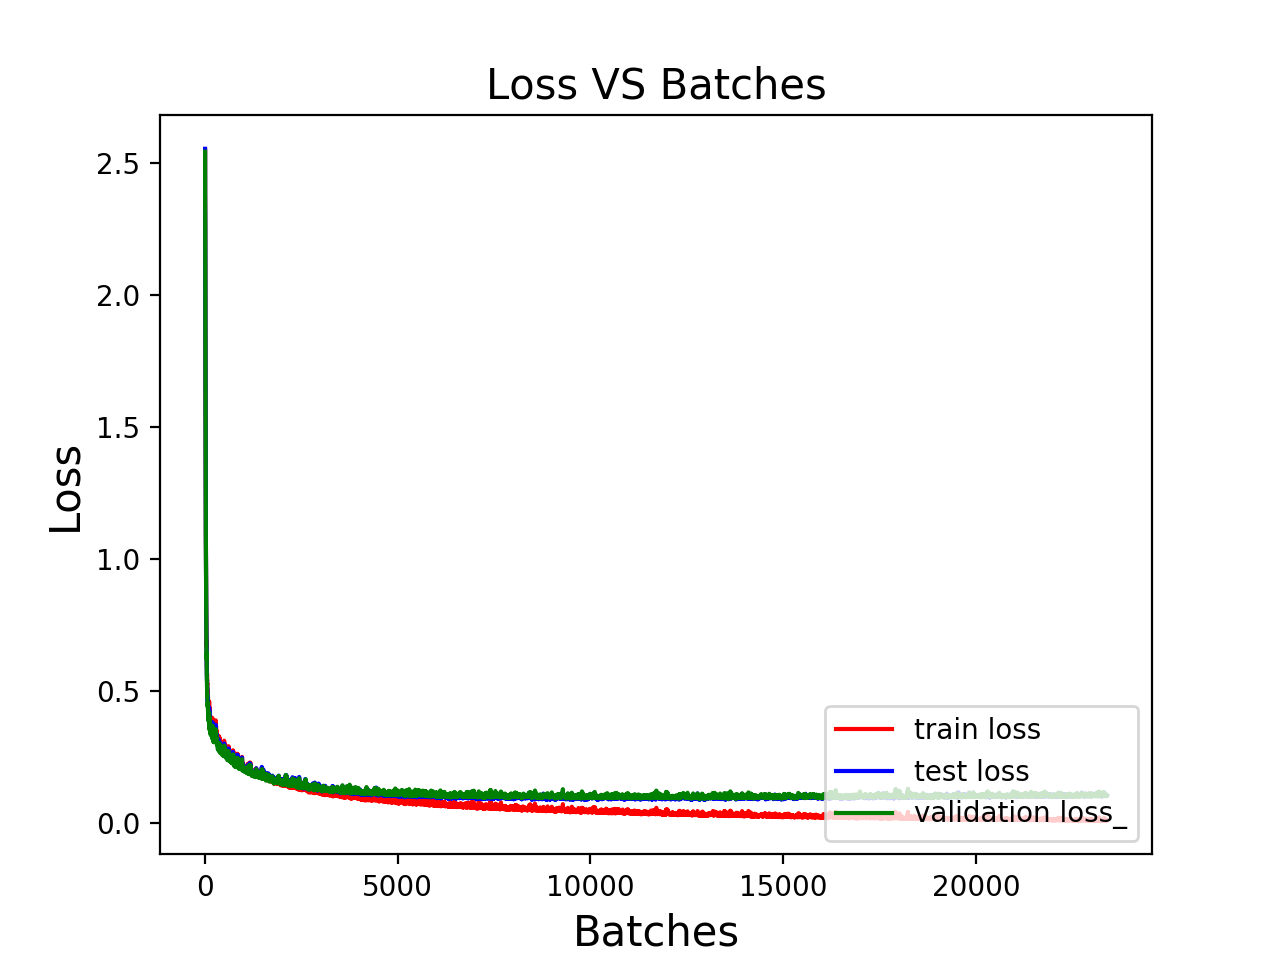 Loss VS Batches
2.5
2.0
1.5
1.0
0.5
0.0
Loss
train loss
test loss
validation loss_
0 5000 10000 15000 20000
Batches